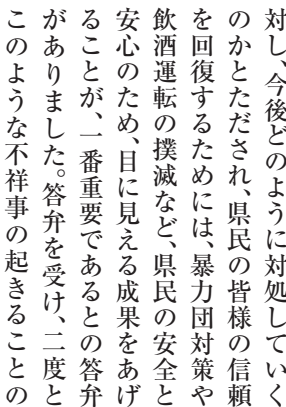 対し、今後どのように対処していく
のかとただされ、県民の皆様の信頼
を回復するためには、暴力団対策や
飲酒運転の撲滅など、県民の安全と
安心のため、目に見える成果をあげ
ることが、一番重要であるとの答弁
がありました。答弁を受け、二度と
このような不祥事の起きることの